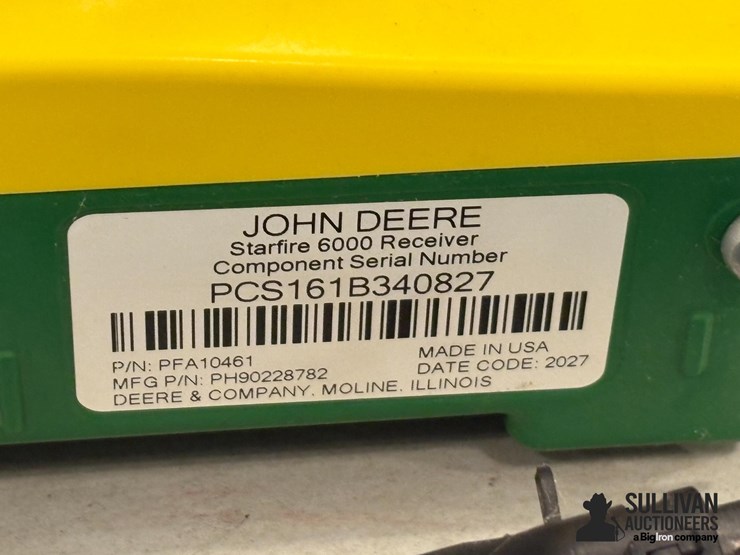 JOHN DEERE
Starfire 6000 Receiver
Component Serial Number
PCS161B340827
P/N: PFA10461
MFG P/N: PH90228782
MADE IN USA
DATE CODE: 2027
DEERE & COMPANY. MOLINE. ILLINOIS
SULLIVAN
AUCTIONEERS
a BigIron company